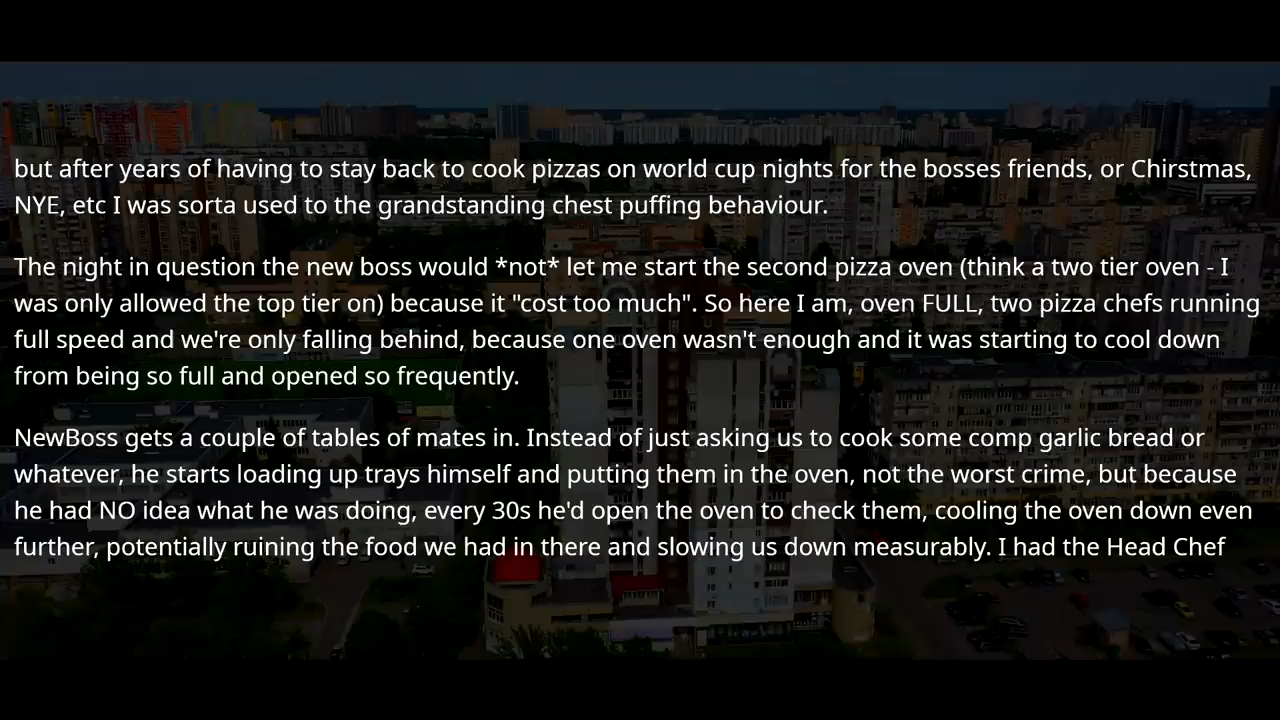 but after years of having to stay back to cook pizzas on world cup nights for the bosses friends, or Chirstmas,
NYE, etc I was sorta used to the grandstanding chest puffing behaviour.
The night in question the new boss would *not* let me start the second pizza oven (think a two tier oven - I
was only allowed the top tier on) because it "cost too much". So here I am, oven FULL, two pizza chefs running
full speed and we're only falling behind, because one oven wasn't enough and it was starting to cool down
from being so full and opened so frequently.
NewBoss gets a couple of tables of mates in. Instead of just asking us to cook some comp garlic bread or
whatever, he starts loading up trays himself and putting them in the oven, not the worst crime, but because
he had NO idea what he was doing, every 30s he'd open the oven to check them, cooling the oven down even
further, potentially ruining the food we had in there and slowing us down measurably. I had the Head Chef